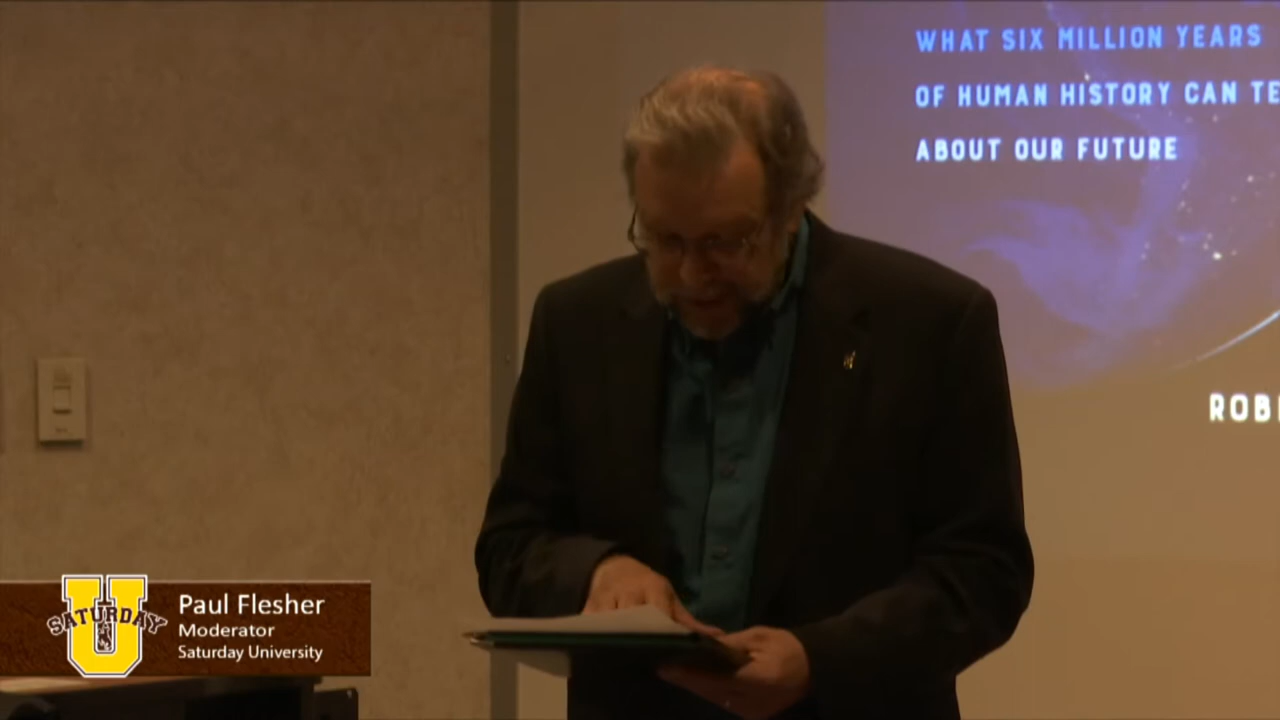 WHAT SIX MILLION YEARS
OF HUMAN HISTORY CAN TE
ABOUT OUR FUTURE
ROB
SATURDAY
U
Paul Flesher
Moderator
Saturday University